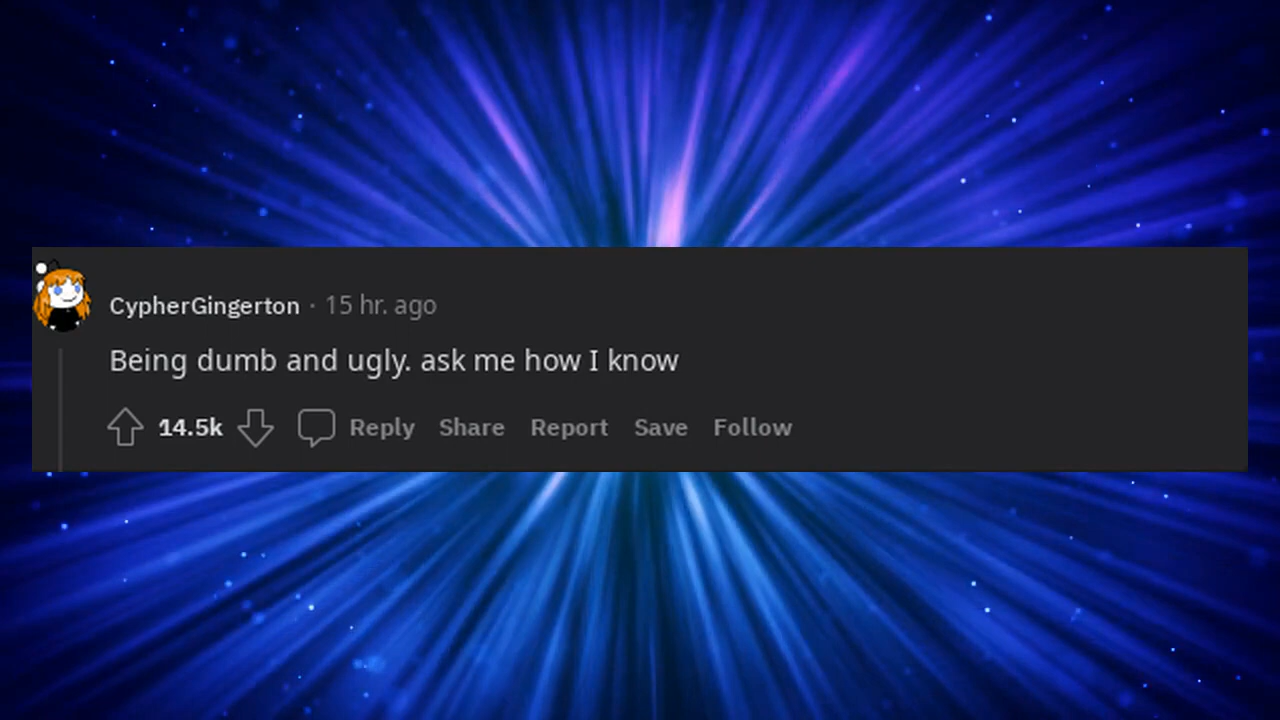 CypherGingerton · 15 hr. ago
Being dumb and ugly. ask me how I know
14.5k Reply Share Report Save Follow